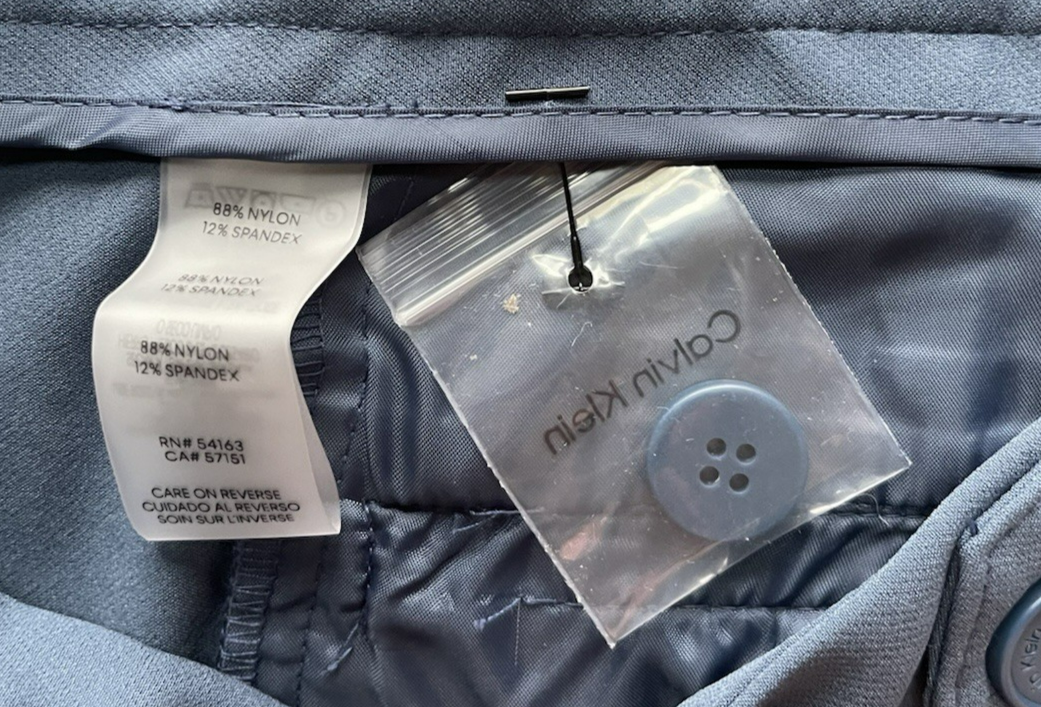 88% NYLON
12% SPANDEX
88% NYLON
12% SPANDEX
88% NYLON
12% SPANDEX
RN# 54163
CA# 57151
CARE ON REVERSE
CUIDADO AL REVERSO
SOIN SUR L'INVERSE
Calvin Klein